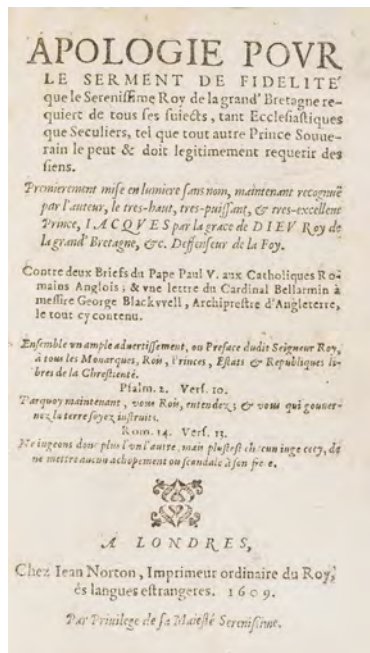 APOLOGIE POVR
LE SERMENT DE FIDELITÉ
que le Serenissime Roy de la grand' Bretagne re-
quiert de tous ses suiects, tant Ecclesiastiques
que Seculiers, tel que tout autre Prince Souue-
rain le peut & doit legitimement requerir des
siens.
Premierement mise en lumiere sans nom, maintenant recognuë
par l'auteur, le tres-haut, tres-puissant, & tres-excellent
Prince, IACQVES par la grace de DIEV Roy de
la grand' Bretagne, &c. Deffenseur de la Foy.
Contre deux Briefs du Pape Paul V. aux Catholiques Ro-
mains Anglois; & vne lettre du Cardinal Bellarmin à
messire George Blackvvell, Archiprestre d'Angleterre,
le tout cy contenu.
Ensemble vn ample aduertissement, ou Preface dudit Seigneur Roy,
à tous les Monarques, Rois, Princes, Estats & Republiques li-
bres de la Chrestienté.
Psalm. 2. Vers. 10.
Parquoy maintenant, vous Rois, entendez; & vous qui gouuer-
nez la terre soyez instruits.
Rom. 14. Vers. 13.
Ne iugeons donc plus l'vn l'autre; mais plustost chacun iuge cecy, de
ne mettre aucun achopement ou scandale à son frere.
A LONDRES,
Chez Iean Norton, Imprimeur ordinaire du Roy,
és langues estrangeres. 1609.
Par Priuilege de sa Maiesté Serenissime.